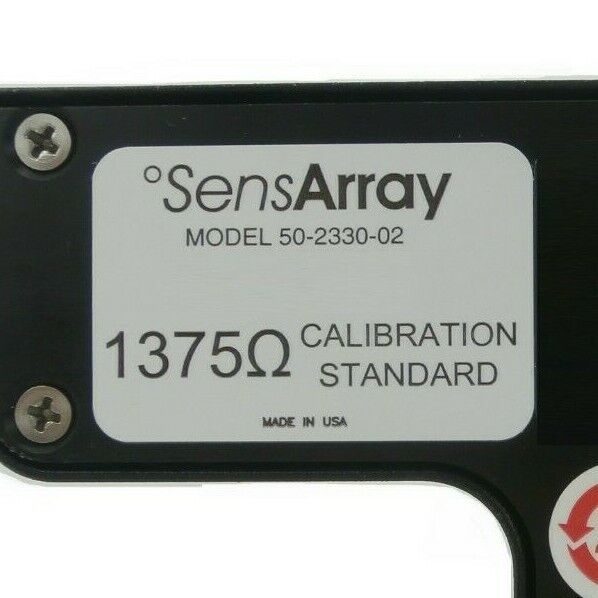 °SensArray
MODEL 50-2330-02
1375Ω CALIBRATION
STANDARD
MADE IN USA